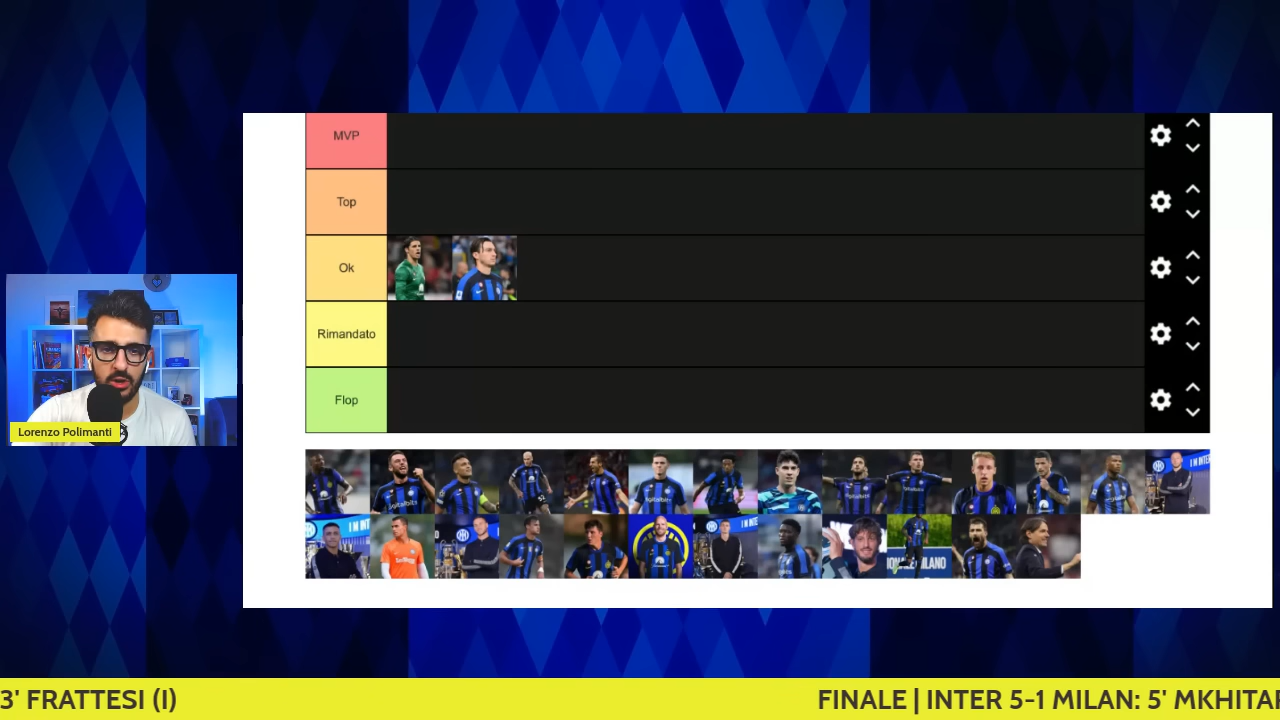 MVP
Top
Ok
Rimandato
Flop
Lorenzo Polimanti
3' FRATTESI (I)
FINALE | INTER 5-1 MILAN: 5' MKHITAR